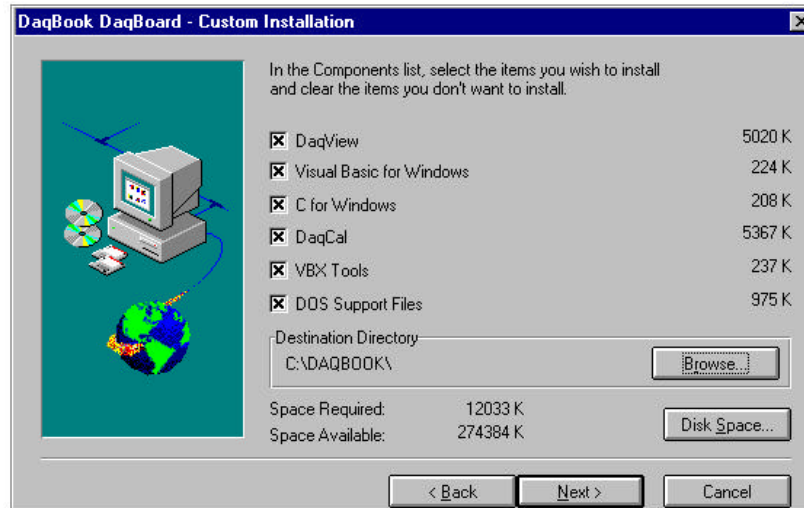 DaqBook DaqBoard - Custom Installation
In the Components list, select the items you wish to install
and clear the items you don't want to install.
DaqView 5020 K
Visual Basic for Windows 224 K
C for Windows 208 K
DaqCal 5367 K
VBX Tools 237 K
DOS Support Files 975 K
Destination Directory
C:\DAQBOOK\ Browse...
Space Required: 12033 K
Space Available: 274384 K
Disk Space...
< Back Next > Cancel